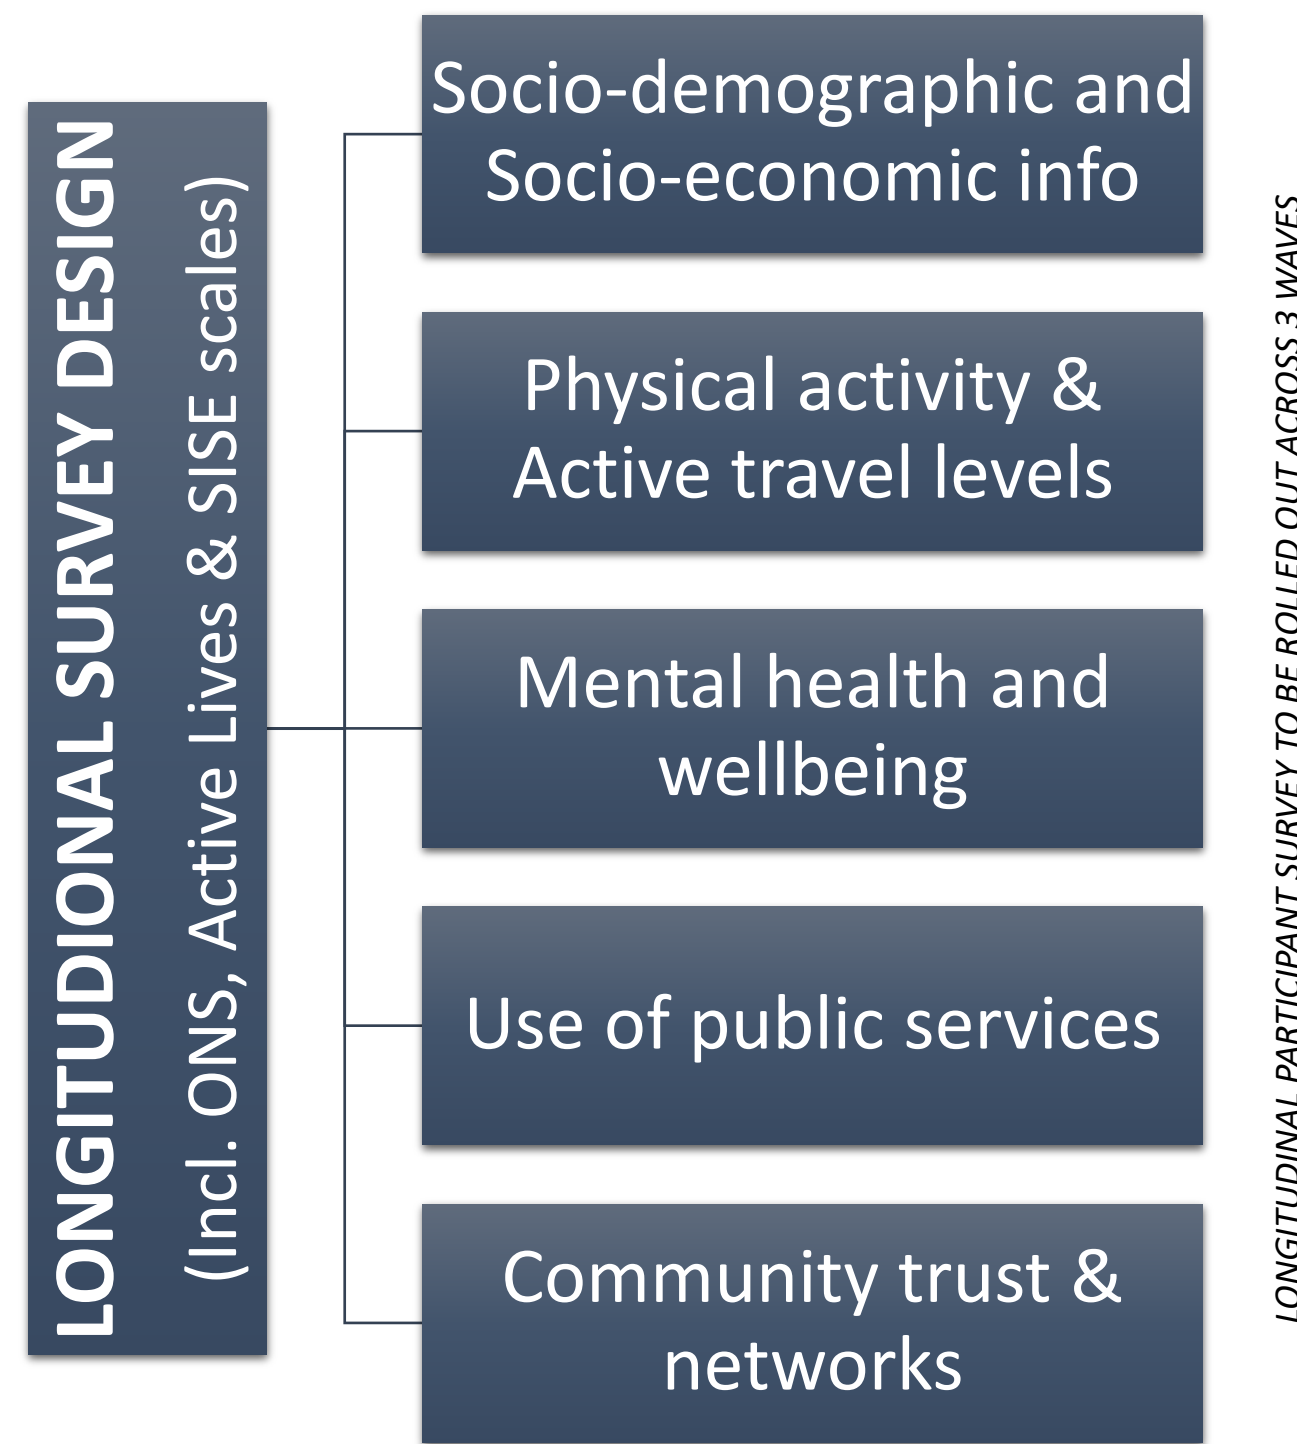 LONGITUDIONAL SURVEY DESIGN
(Incl. ONS, Active Lives & SISE scales)
Socio-demographic and
Socio-economic info
Physical activity &
Active travel levels
Mental health and
wellbeing
Use of public services
Community trust &
networks
LONGITUDINAL PARTICIPANT SURVEY TO BE ROLLED OUT ACROSS 3 WAVES